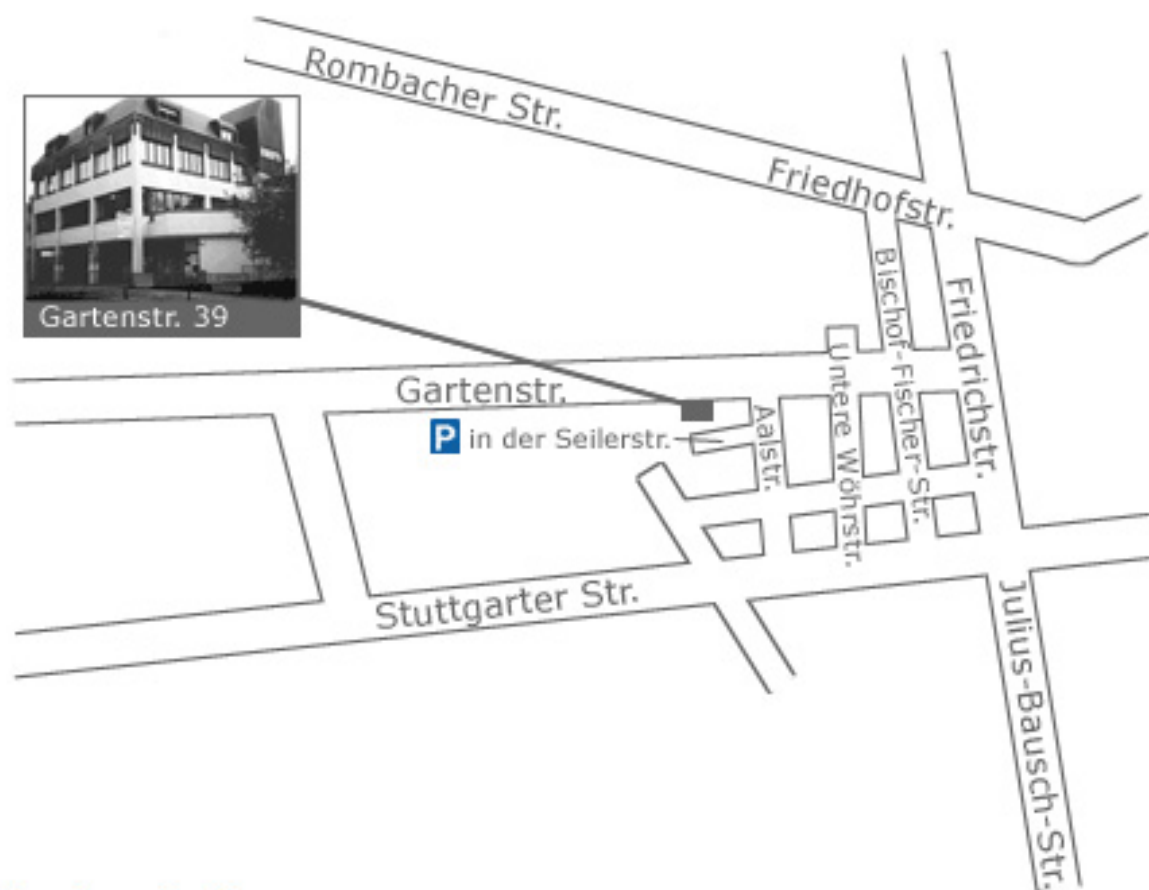 Rombacher Str.
Friedhofstr.
Gartenstr. 39
Bischof-Fischer-Str.
Friedrichstr.
Gartenstr.
Untere Wöhrstr.
Aalstr.
P in der Seilerstr.
Stuttgarter Str.
Julius-Bausch-Str.